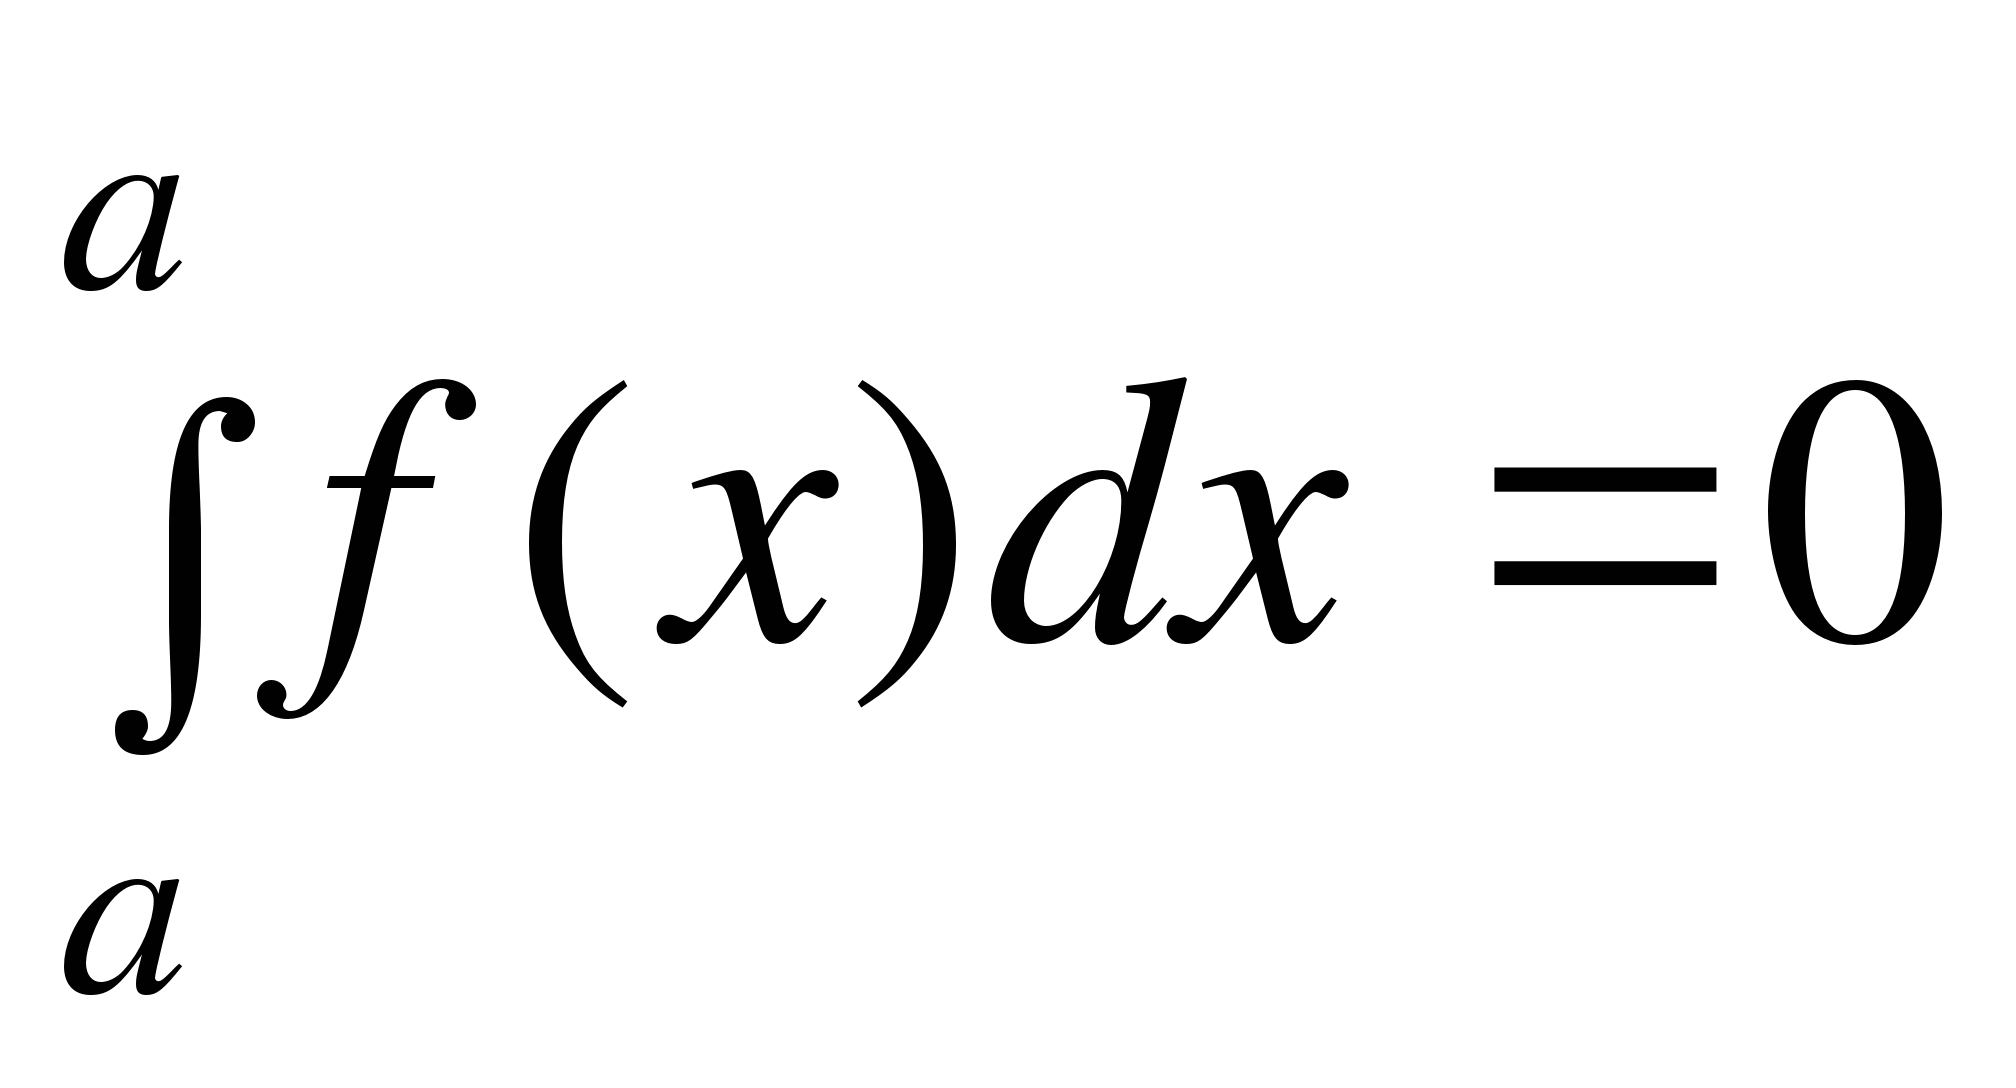 a
∫f(x)dx =0
a